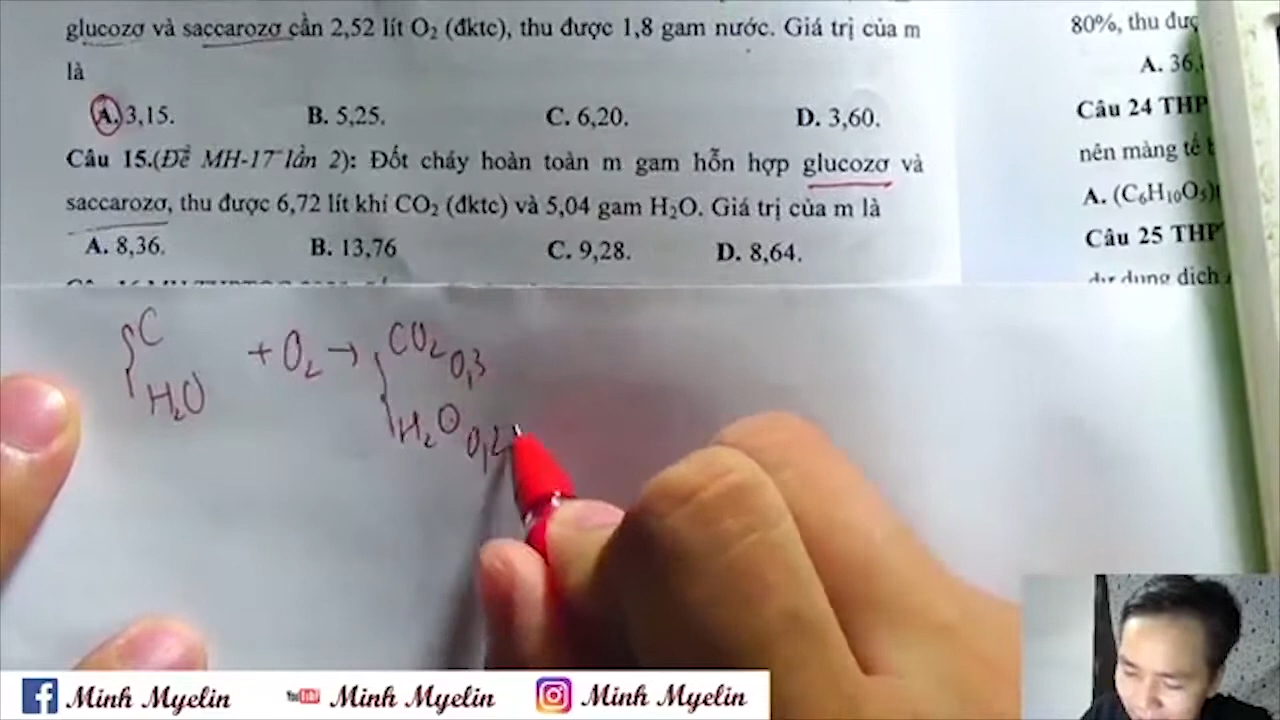 glucozơ và saccarozơ cần 2,52 lít O₂ (đktc), thu được 1,8 gam nước. Giá trị của m
là
A. 3,15. B. 5,25. C. 6,20. D. 3,60.
Câu 15.(Đề MH-17 lần 2): Đốt cháy hoàn toàn m gam hỗn hợp glucozơ và
saccarozơ, thu được 6,72 lít khí CO₂ (đktc) và 5,04 gam H₂O. Giá trị của m là
A. 8,36. B. 13,76 C. 9,28. D. 8,64.
80%, thu
A. 36,
Câu 24 THP
nên màng tế
A. (C₆H₁₀O₅)
Câu 25 THP
dụng dịch
C + O₂ → CO₂ 0,3
H₂O H₂O 0,2
Minh Myelin Minh Myelin Minh Myelin